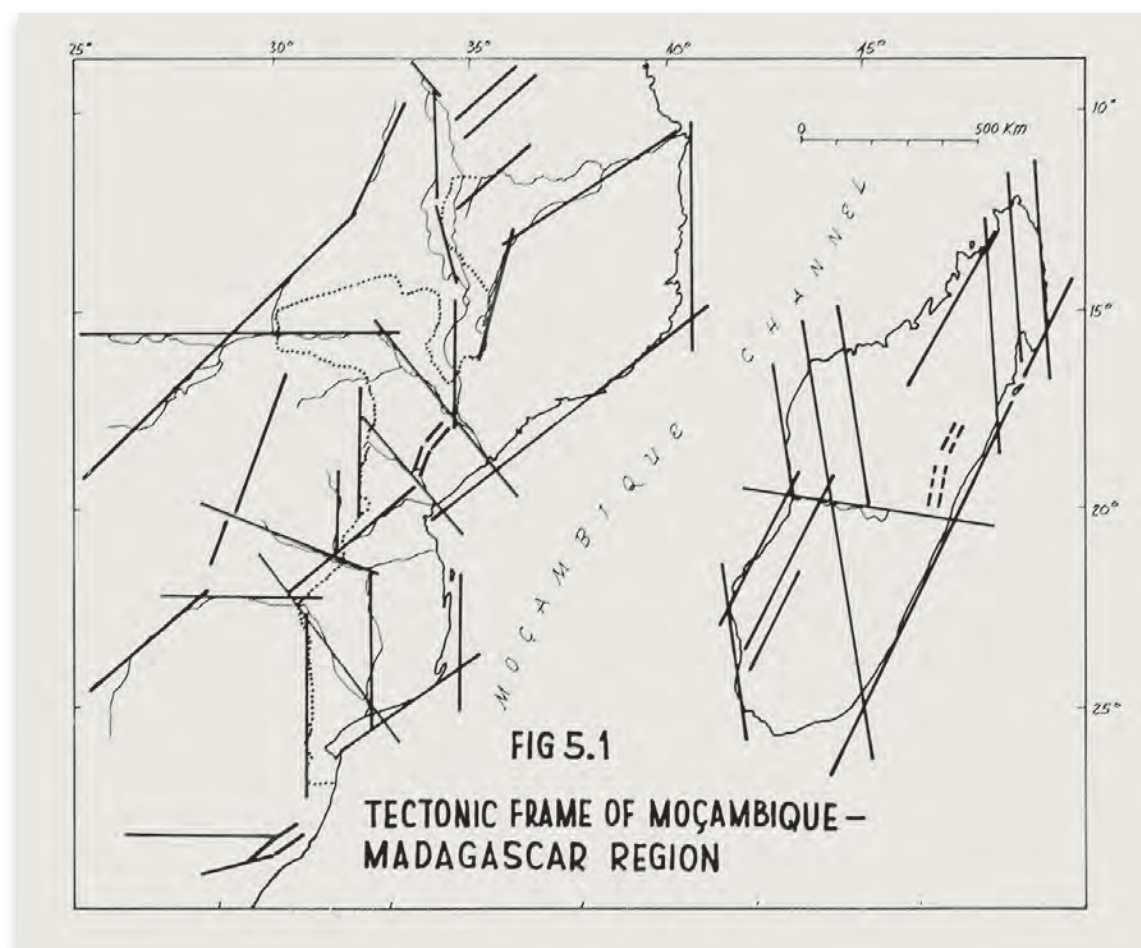 25° 30° 35° 40° 45°
10°
0 500 Km
CHANNEL
15°
MOÇAMBIQUE
20°
25°
FIG 5.1
TECTONIC FRAME OF MOÇAMBIQUE–
MADAGASCAR REGION